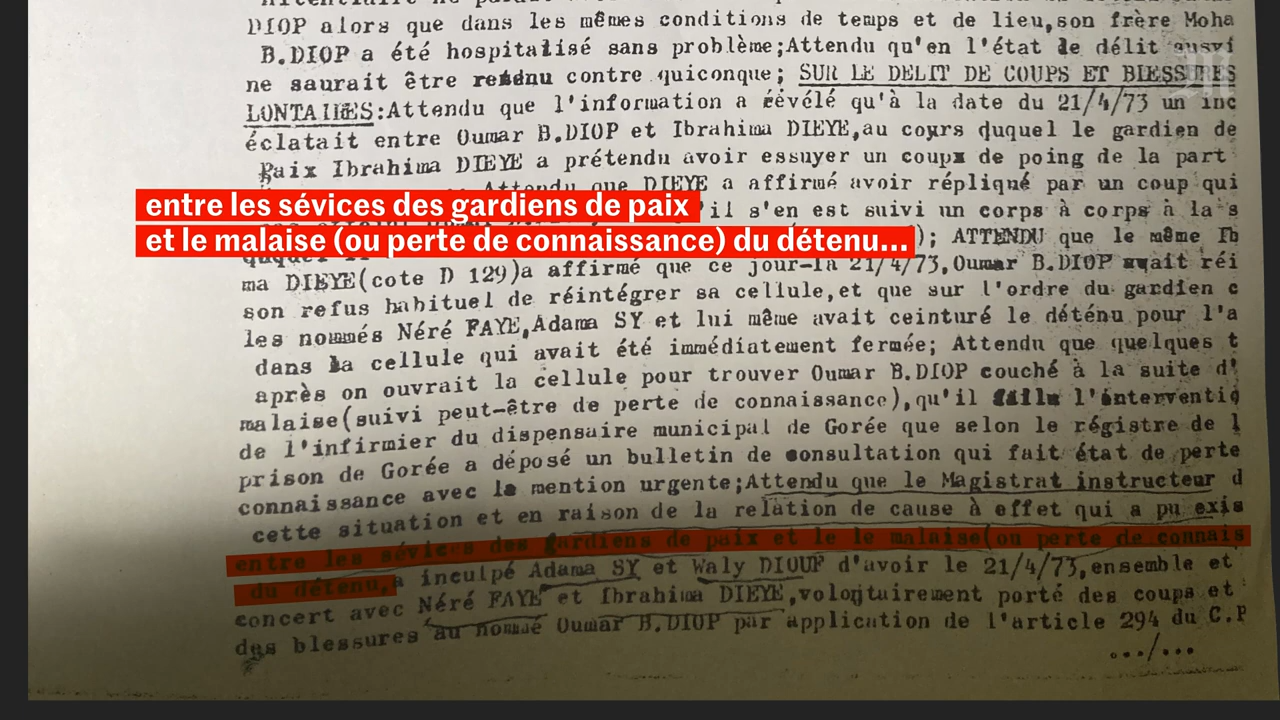 DIOP alors que dans les mêmes conditions de temps et de lieu,son frère Moha
B.DIOP a été hospitalisé sans problème;Attendu qu'en l'état le délit
ne saurait être contre quiconque; SUR LE DELIT DE COUPS ET BIESSURES
LONTAIRES:Attendu que l'information a révélé qu'à la date du 21/4/73 un inc
éclatait entre Oumar B.DIOP et Ibrahima DIEYE,au cours duquel le gardien de
Paix Ibrahima DIEYE a prétendu avoir essuyer un coup de poing de la part
Attendu que DIEYE a affirmé avoir répliqué par un coup qui
entre les sévices des gardiens de paix
'il s'en est suivi un corps à corps à la s
et le malaise (ou perte de connaissance) du détenu...
); ATTENDU que le même Ib
ma DIEYE(cote D 129)a affirmé que ce jour-la 21/4/73,Oumar B.DIOP avait réi
son refus habituel de réintégrer sa cellule,et que sur l'ordre du gardien c
les nommés Néré FAYE,Adama SY et lui même avait ceinturé le déténu pour l'a
dans la cellule qui avait été immédiatement fermée; Attendu que quelques t
après on ouvrait la cellule pour trouver Oumar B.DIOP couché à la suite d'
malaise(suivi peut-être de perte de connaissance),qu'il l'interventio
de l'infirmier du dispensaire municipal de Gorée que selon le régistre de l
prison de Gorée a déposé un bulletin de consultation qui fait état de perte
connaissance avec la mention urgente;Attendu que le Magistrat instructeur d
cette situation et en raison de la relation de cause à effet qui a pu exis
entre les sévices des gardiens de paix et le le malaise(ou perte de connais
du détenu,a inculpé Adama SY et Waly DIOUF d'avoir le 21/4/73,ensemble et
concert avec Néré FAYE et Ibrahima DIEYE,volontairement porté des coups et
des blessures au nommé Oumar B.DIOP par application de l'article 294 du C.P
.../...